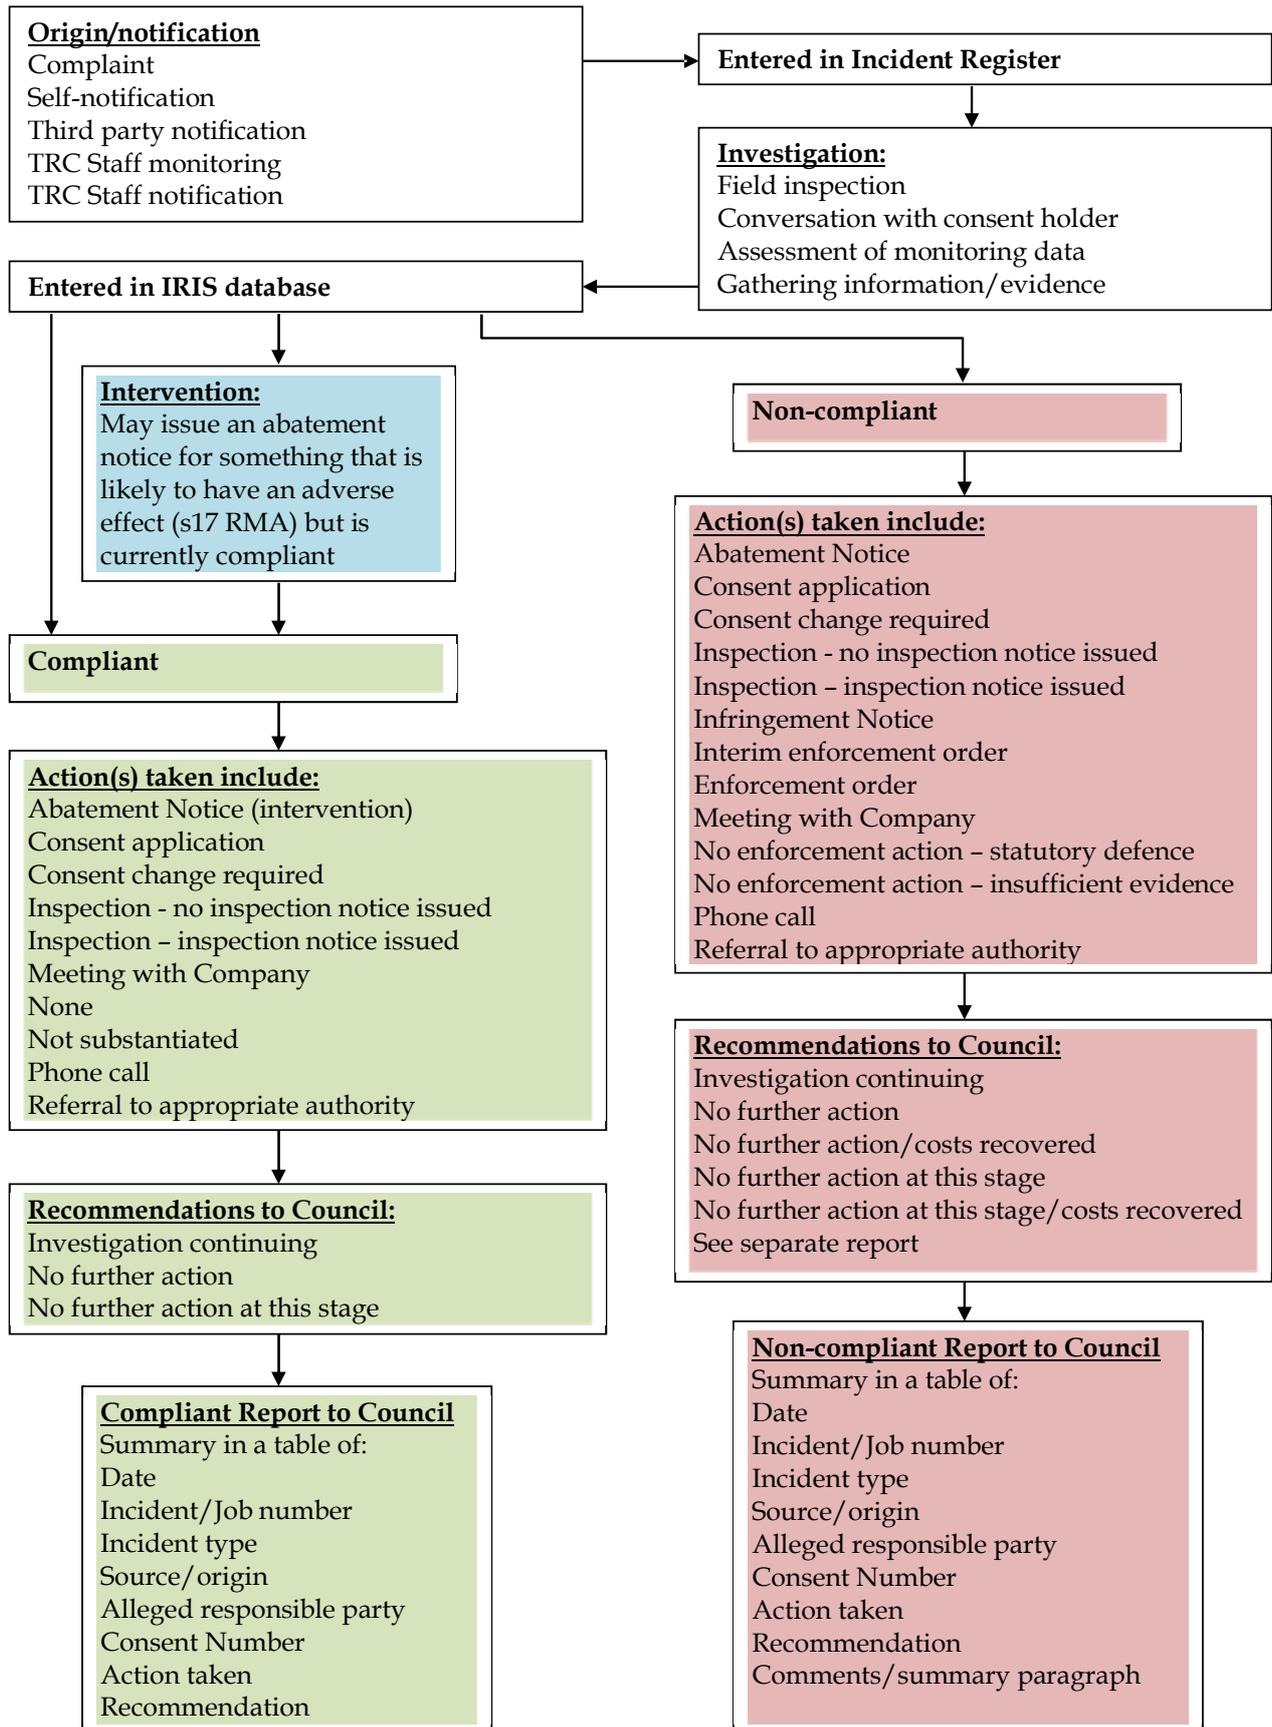 Origin/notification
Complaint
Self-notification
Third party notification
TRC Staff monitoring
TRC Staff notification
Entered in Incident Register
Investigation:
Field inspection
Conversation with consent holder
Assessment of monitoring data
Gathering information/evidence
Entered in IRIS database
Intervention:
May issue an abatement
notice for something that is
likely to have an adverse
effect (s17 RMA) but is
currently compliant
Compliant
Action(s) taken include:
Abatement Notice (intervention)
Consent application
Consent change required
Inspection - no inspection notice issued
Inspection – inspection notice issued
Meeting with Company
None
Not substantiated
Phone call
Referral to appropriate authority
Recommendations to Council:
Investigation continuing
No further action
No further action at this stage
Compliant Report to Council
Summary in a table of:
Date
Incident/Job number
Incident type
Source/origin
Alleged responsible party
Consent Number
Action taken
Recommendation
Non-compliant
Action(s) taken include:
Abatement Notice
Consent application
Consent change required
Inspection - no inspection notice issued
Inspection – inspection notice issued
Infringement Notice
Interim enforcement order
Enforcement order
Meeting with Company
No enforcement action – statutory defence
No enforcement action – insufficient evidence
Phone call
Referral to appropriate authority
Recommendations to Council:
Investigation continuing
No further action
No further action/costs recovered
No further action at this stage
No further action at this stage/costs recovered
See separate report
Non-compliant Report to Council
Summary in a table of:
Date
Incident/Job number
Incident type
Source/origin
Alleged responsible party
Consent Number
Action taken
Recommendation
Comments/summary paragraph